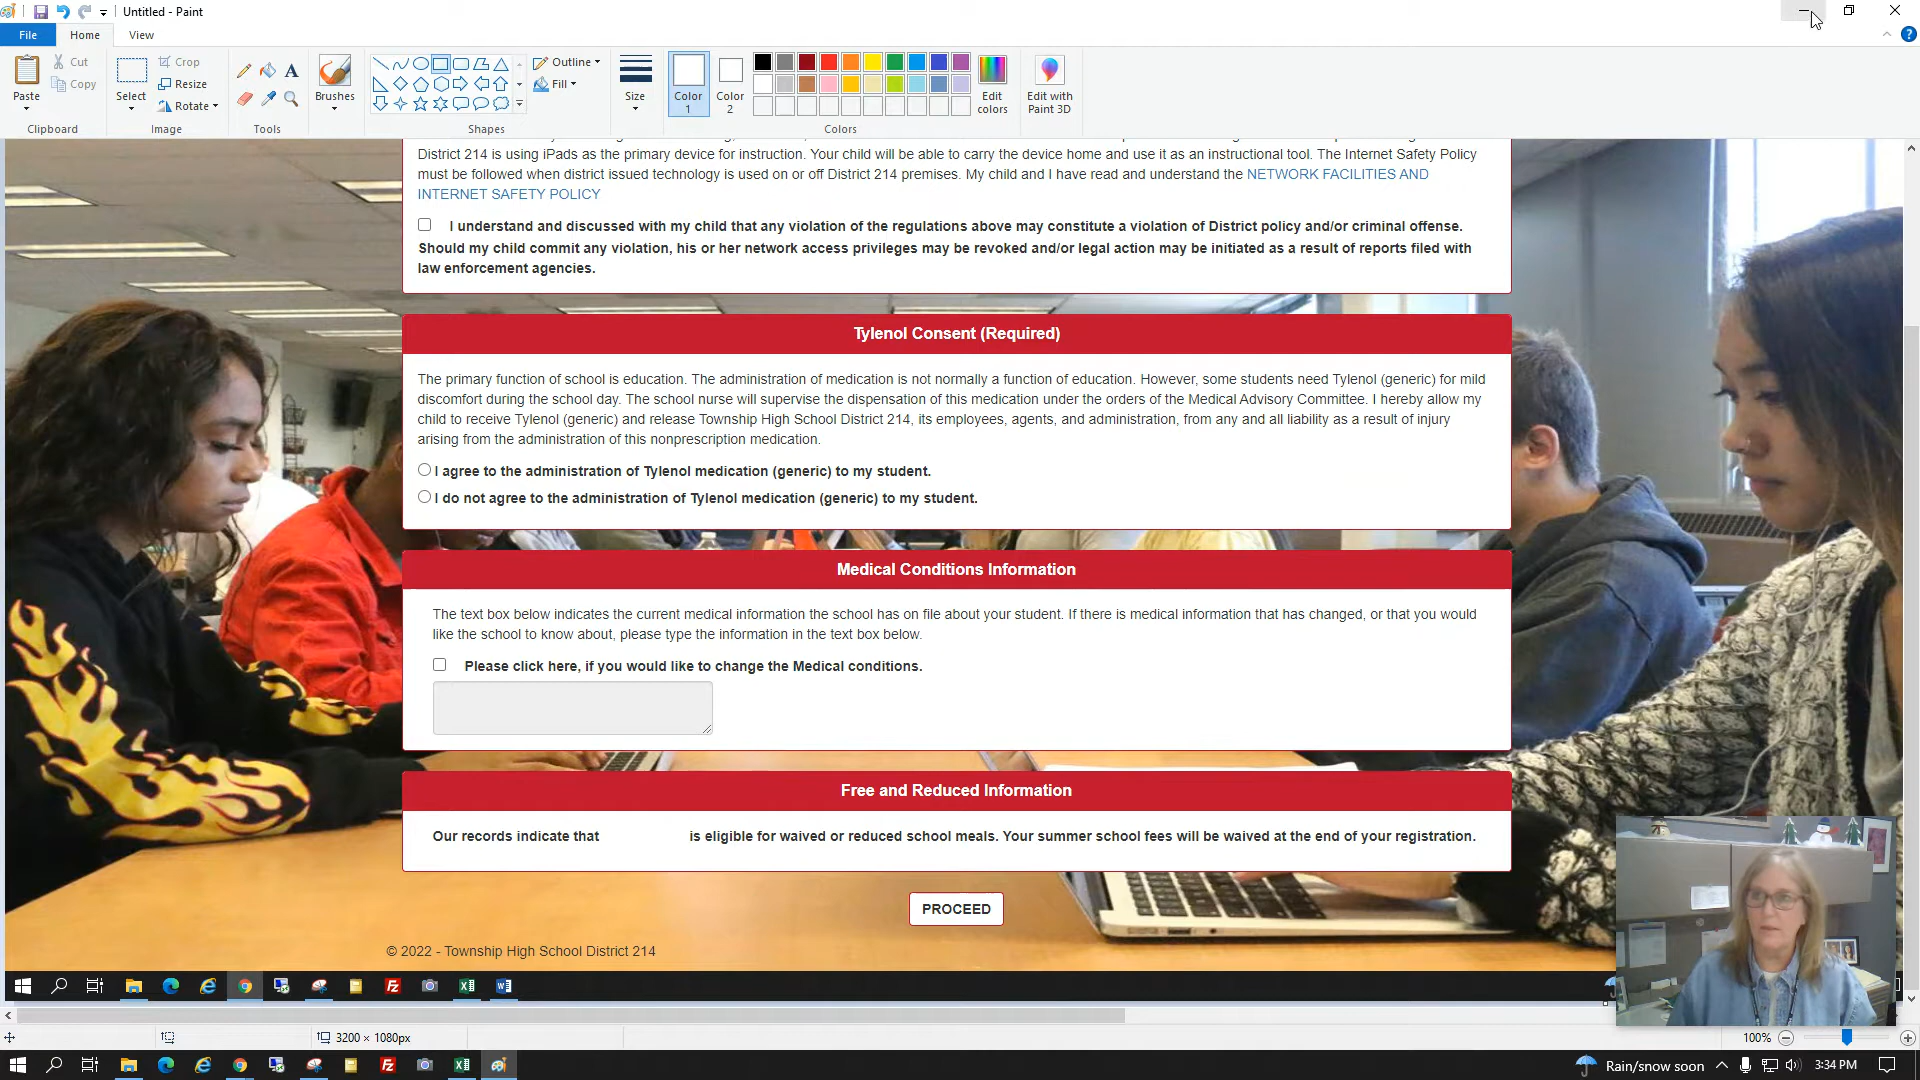 Untitled - Paint
File Home View
Paste
Cut
Copy
Clipboard
Select
Crop
Resize
Rotate
Image
Tools
Brushes
Shapes
Outline
Fill
Size
Color 1
Color 2
Colors
Edit colors
Edit with Paint 3D
District 214 is using iPads as the primary device for instruction. Your child will be able to carry the device home and use it as an instructional tool. The Internet Safety Policy
must be followed when district issued technology is used on or off District 214 premises. My child and I have read and understand the NETWORK FACILITIES AND
INTERNET SAFETY POLICY
I understand and discussed with my child that any violation of the regulations above may constitute a violation of District policy and/or criminal offense.
Should my child commit any violation, his or her network access privileges may be revoked and/or legal action may be initiated as a result of reports filed with
law enforcement agencies.
Tylenol Consent (Required)
The primary function of school is education. The administration of medication is not normally a function of education. However, some students need Tylenol (generic) for mild
discomfort during the school day. The school nurse will supervise the dispensation of this medication under the orders of the Medical Advisory Committee. I hereby allow my
child to receive Tylenol (generic) and release Township High School District 214, its employees, agents, and administration, from any and all liability as a result of injury
arising from the administration of this nonprescription medication.
I agree to the administration of Tylenol medication (generic) to my student.
I do not agree to the administration of Tylenol medication (generic) to my student.
Medical Conditions Information
The text box below indicates the current medical information the school has on file about your student. If there is medical information that has changed, or that you would
like the school to know about, please type the information in the text box below.
Please click here, if you would like to change the Medical conditions.
Free and Reduced Information
Our records indicate that is eligible for waived or reduced school meals. Your summer school fees will be waived at the end of your registration.
PROCEED
© 2022 - Township High School District 214
3200 × 1080px
100%
Rain/snow soon
3:34 PM